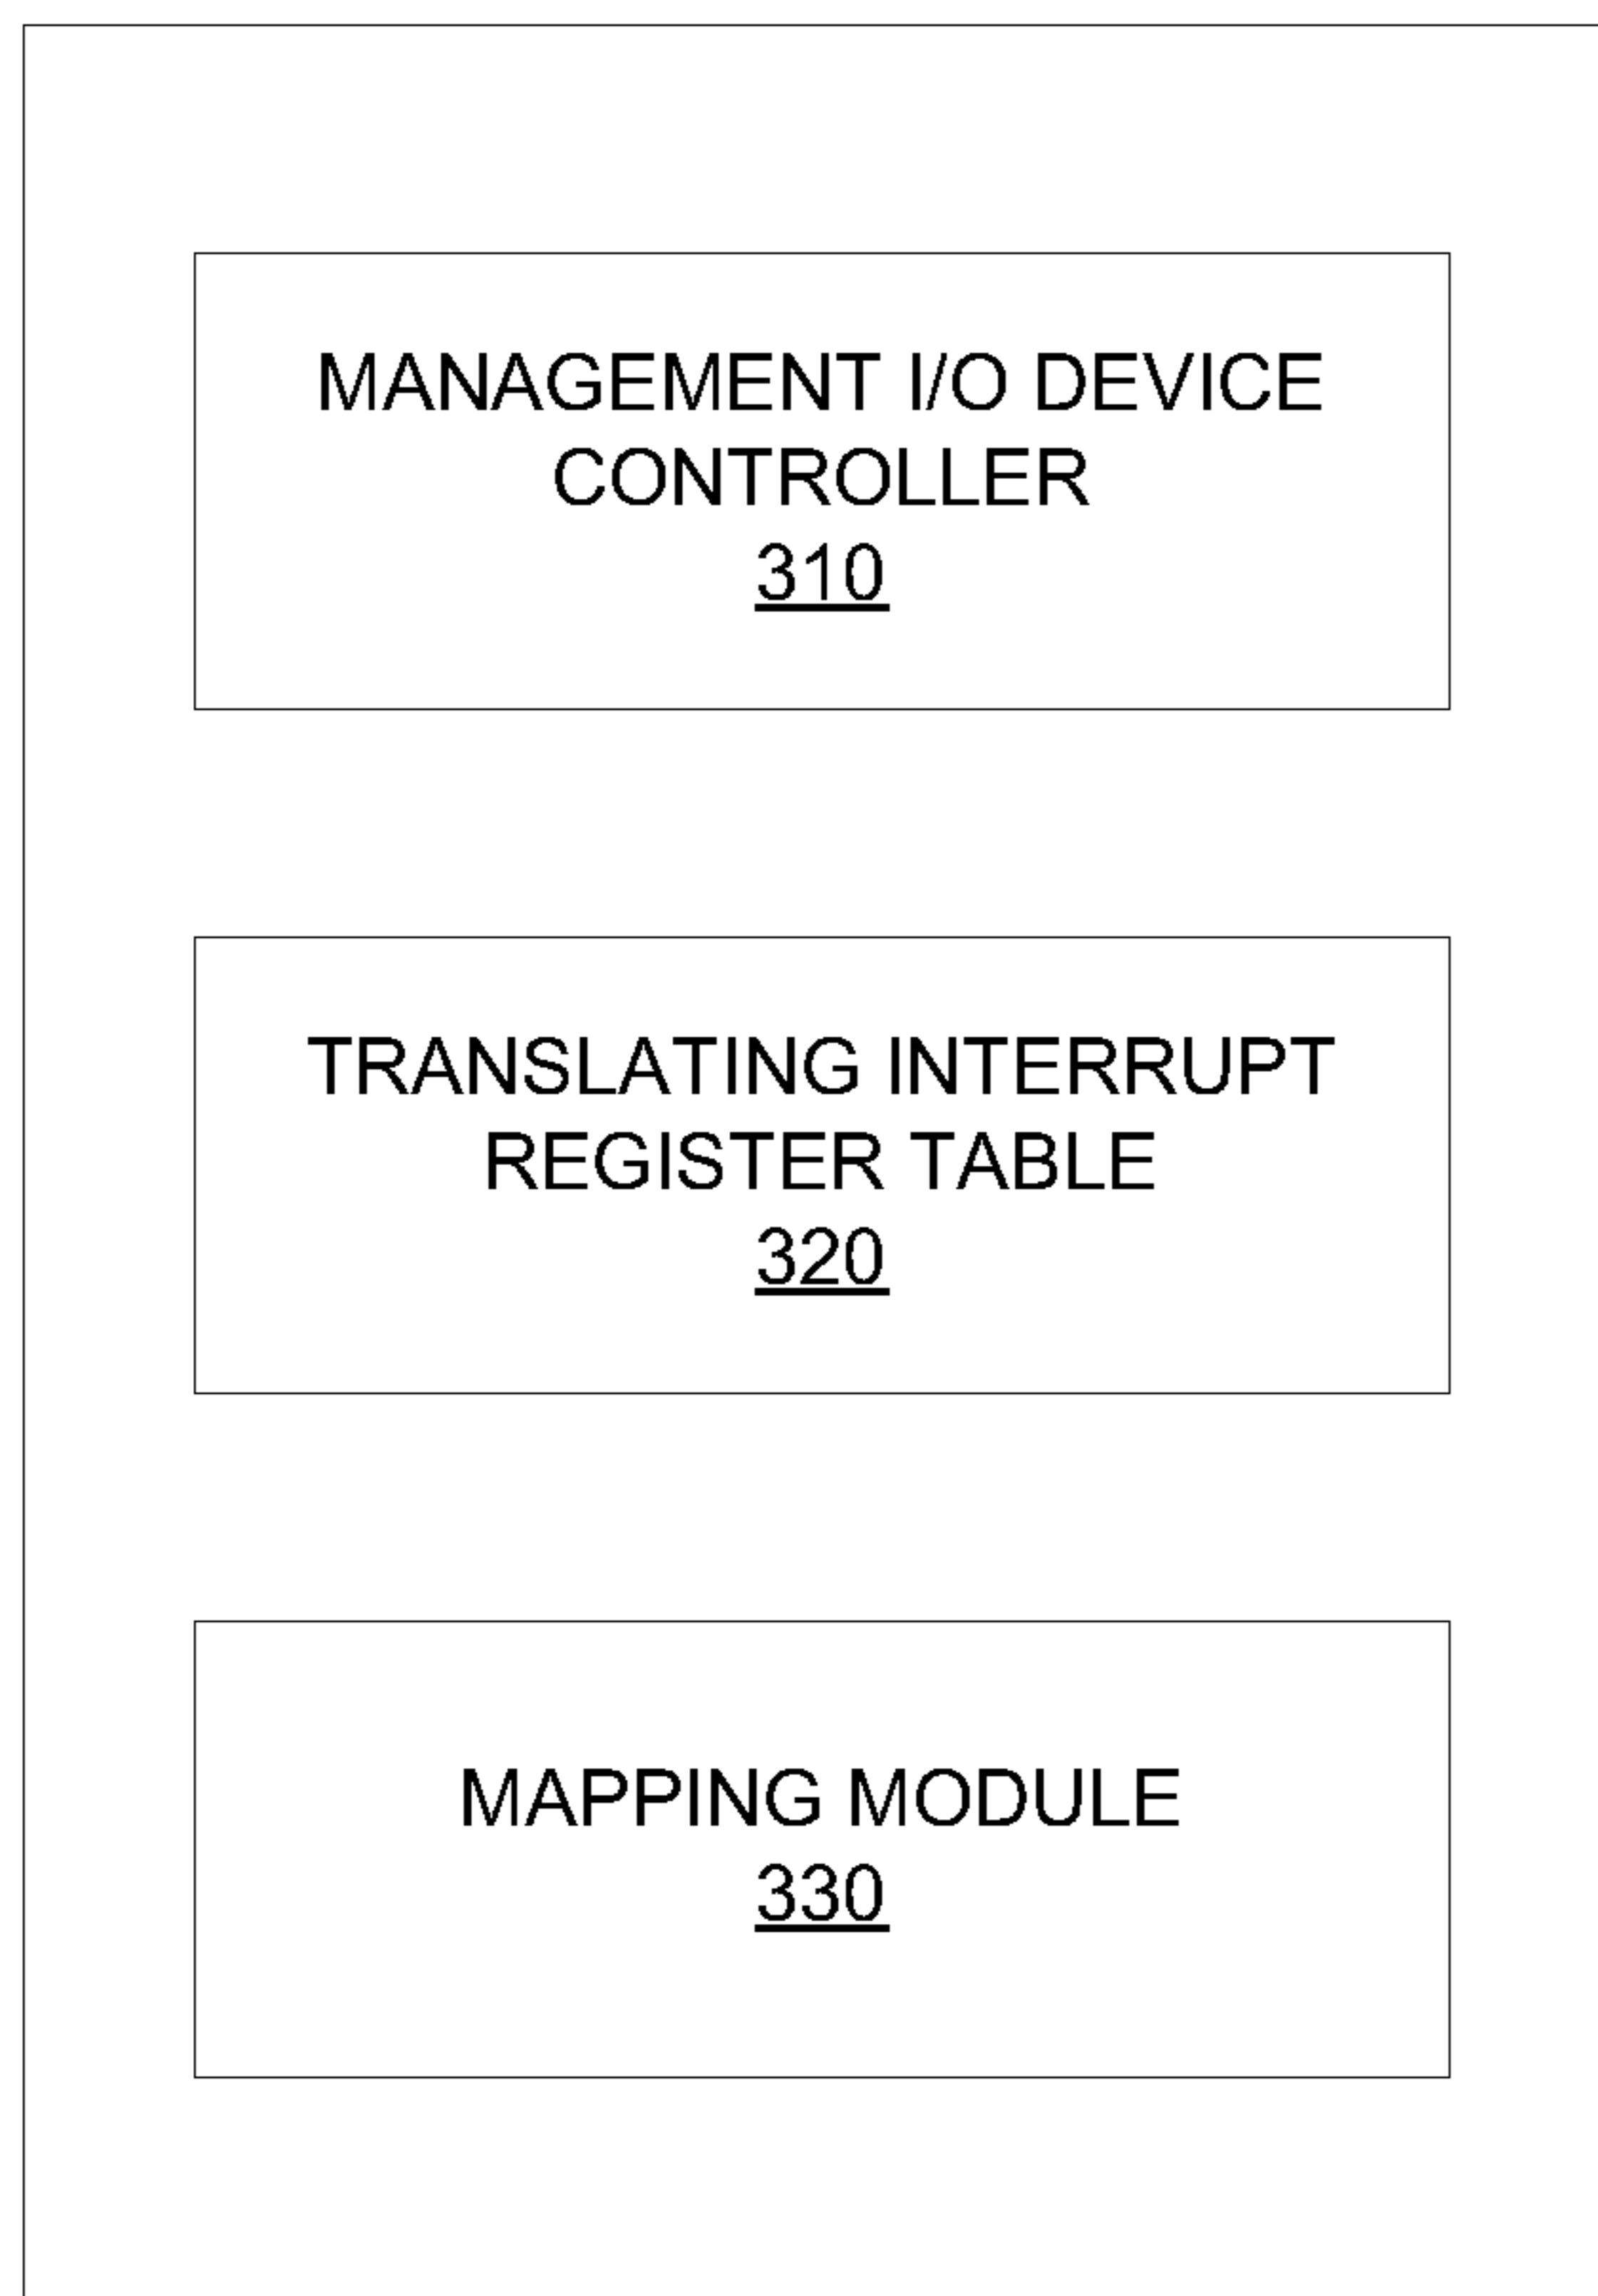 MANAGEMENT I/O DEVICE
CONTROLLER
310
TRANSLATING INTERRUPT
REGISTER TABLE
320
MAPPING MODULE
330